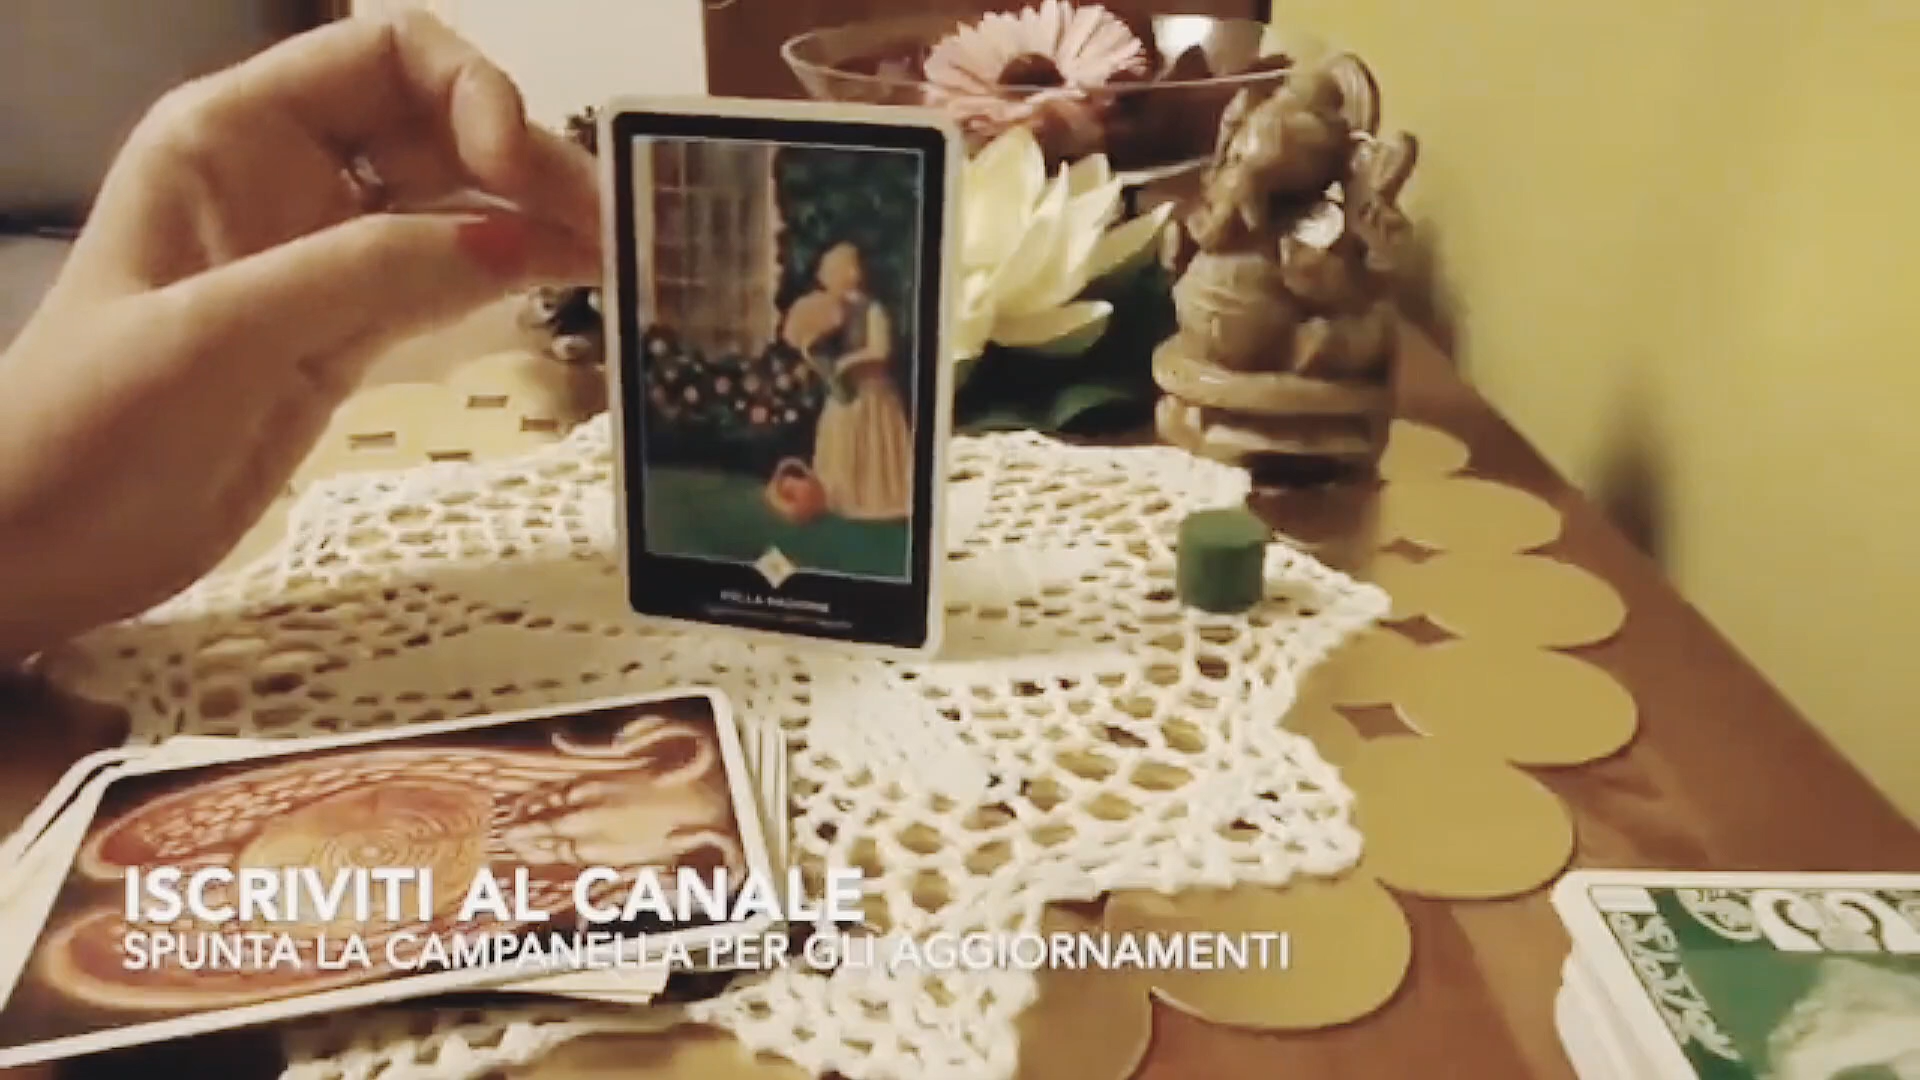 ISCRIVITI AL CANALE
SPUNTA LA CAMPANELLA PER GLI AGGIORNAMENTI